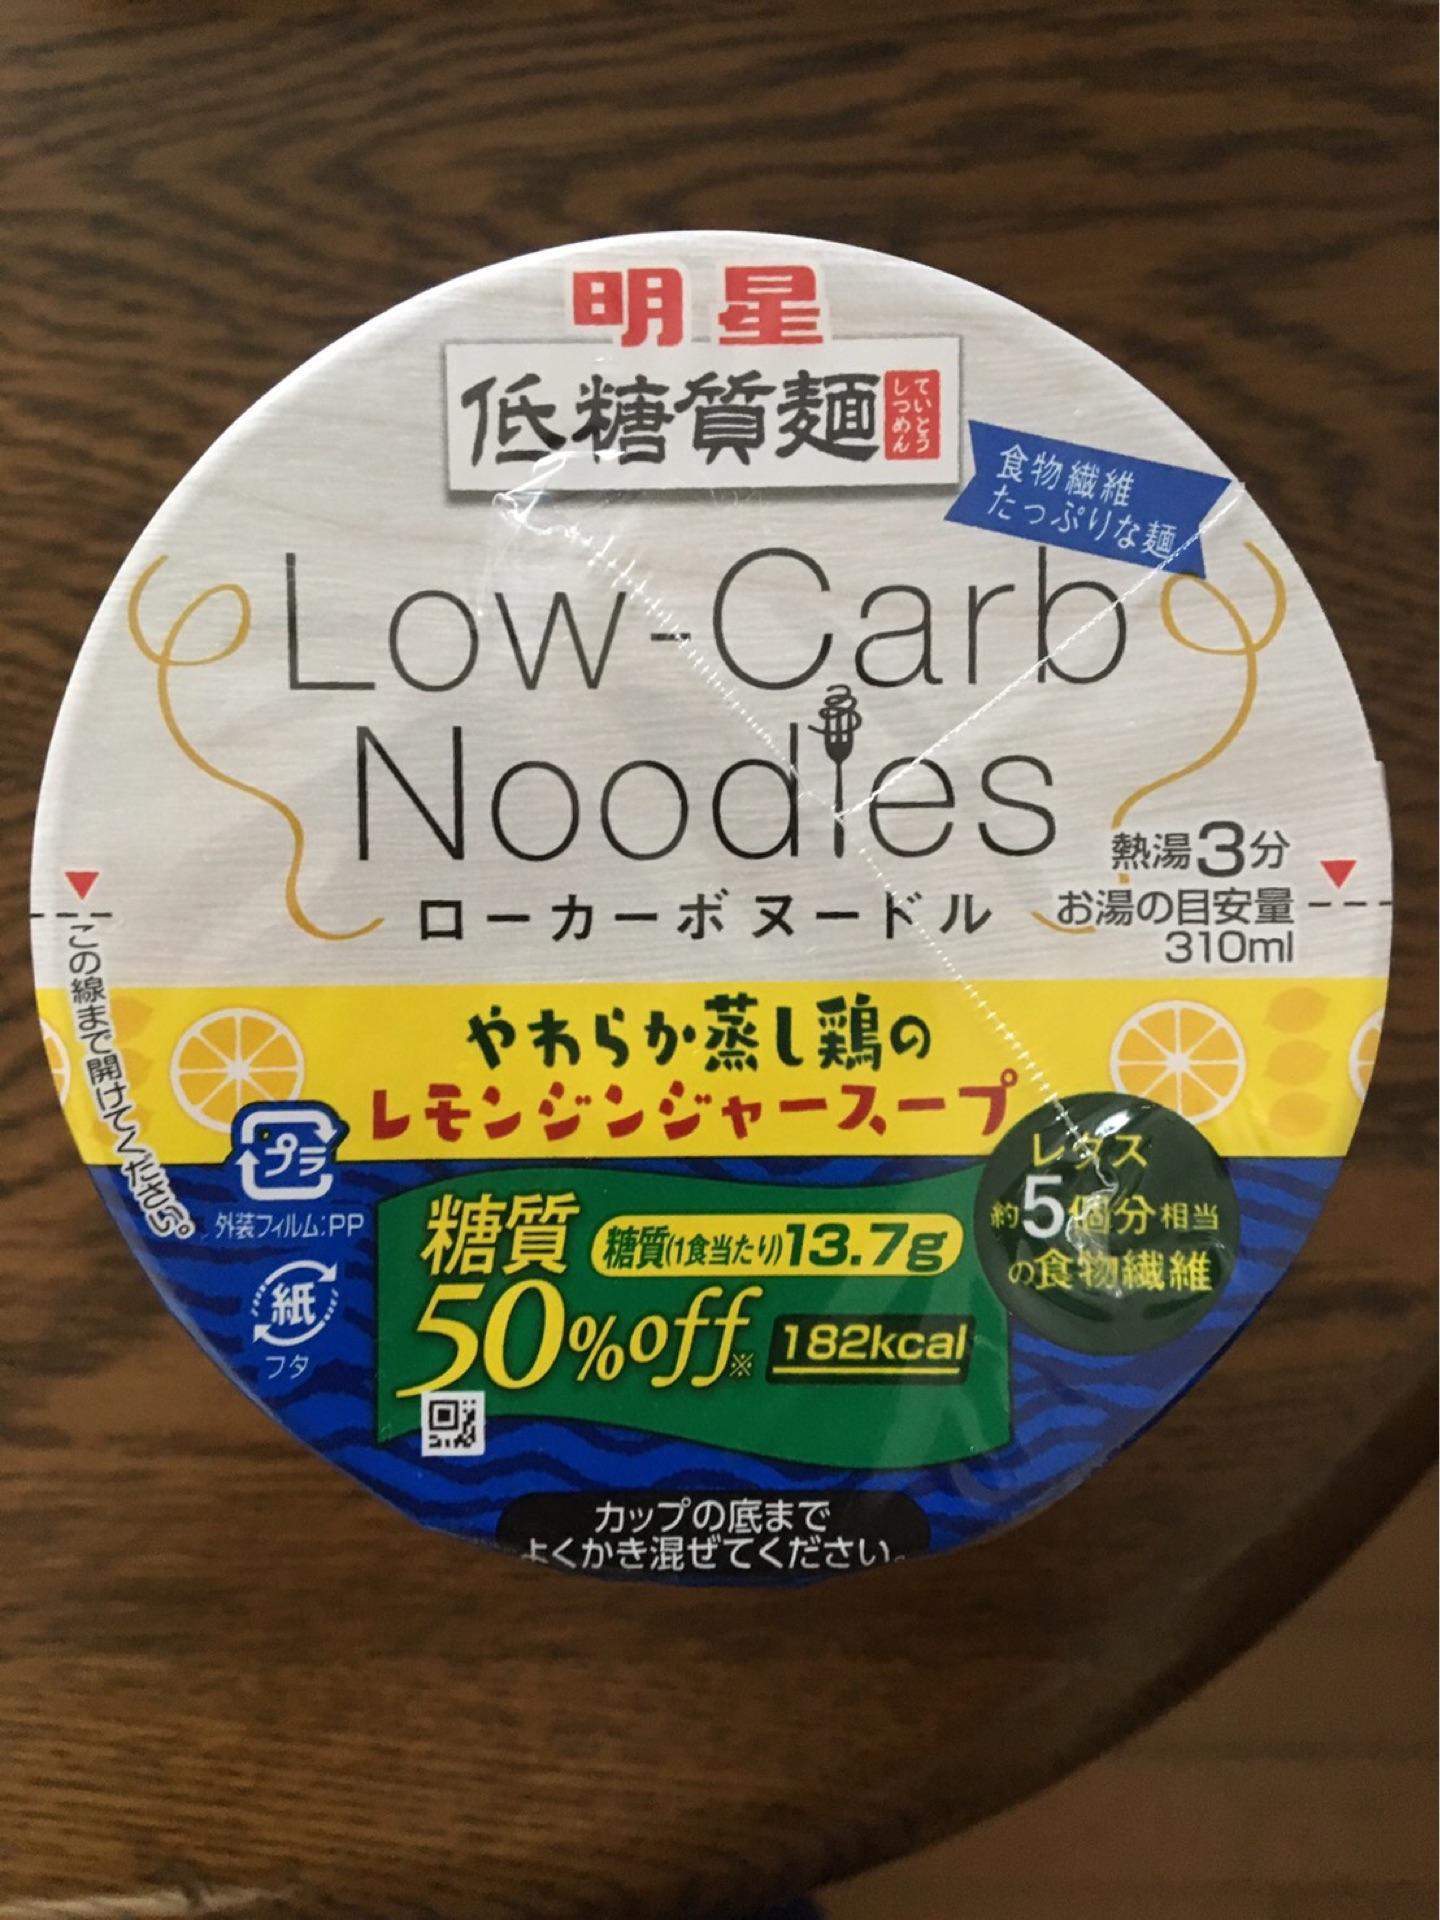 明星
低糖質麺
ていとう
しつめん
食物繊維
たっぷりな麺
Low-Carb
Noodles
ローカーボヌードル
熱湯3分
お湯の目安量
310ml
この線まで開けてください。
やわらか蒸し鶏の
レモンジンジャースープ
プラ
外装フィルム:PP
紙
フタ
糖質
50%off※
糖質(1食当たり)13.7g
182kcal
レタス
約5個分相当
の食物繊維
カップの底まで
よくかき混ぜてください。